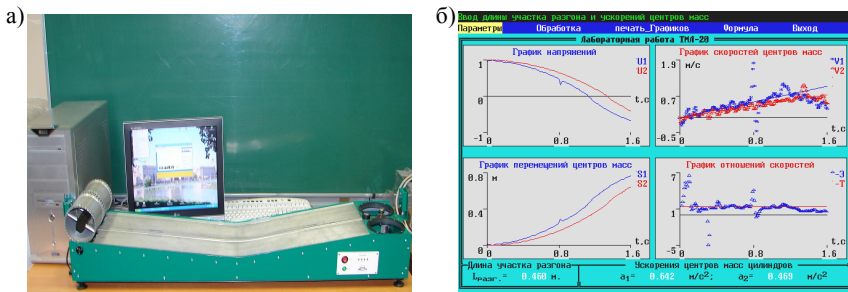 а)
б)
Ввод длины участка разгона и ускорений центров масс
Параметры Обработка печать_Графиков Формула Выход
Лабораторная работа ТМЛ-20
График напряжений
U1
U2
1
0
-1
0 0.8 1.6
t.c
График скоростей центров масс
м/с
V1
V2
1.9
0.7
-0.5
0 0.8 1.6
t.c
График перемещений центров масс
м
S1
S2
0.8
0.4
0
0 0.8 1.6
t.c
График отношений скоростей
-Э
-Т
7
1
-5
0 0.8 1.6
t.c
Длина участка разгона
Lразг.= 0.460 м.
Ускорения центров масс цилиндров
a1= 0.642 м/с2; a2= 0.469 м/с2